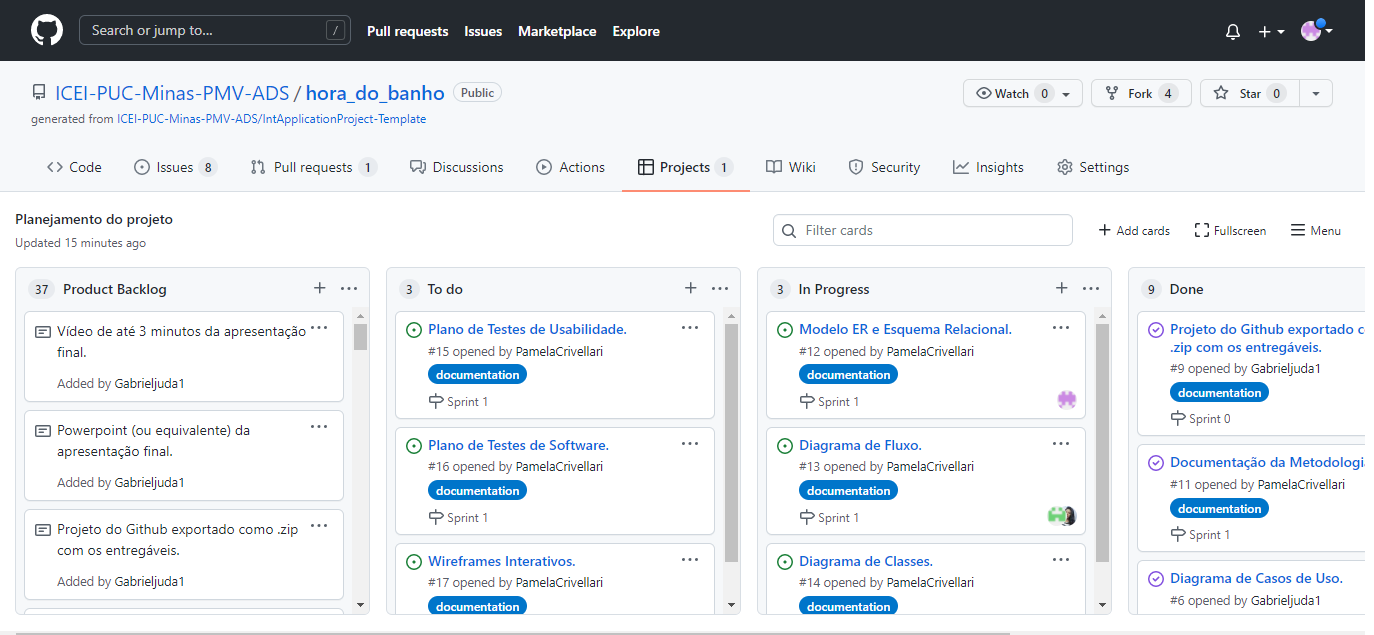 Search or jump to...
/
Pull requests
Issues
Marketplace
Explore
ICEI-PUC-Minas-PMV-ADS / hora_do_banho
Public
generated from ICEI-PUC-Minas-PMV-ADS/IntApplicationProject-Template
Watch 0
Fork 4
Star 0
Code
Issues 8
Pull requests 1
Discussions
Actions
Projects 1
Wiki
Security
Insights
Settings
Planejamento do projeto
Updated 15 minutes ago
Filter cards
Add cards
Fullscreen
Menu
37 Product Backlog
Vídeo de até 3 minutos da apresentação
final.
Added by Gabrieljuda1
Powerpoint (ou equivalente) da
apresentação final.
Added by Gabrieljuda1
Projeto do Github exportado como .zip
com os entregáveis.
Added by Gabrieljuda1
3 To do
Plano de Testes de Usabilidade.
#15 opened by PamelaCrivellari
documentation
Sprint 1
Plano de Testes de Software.
#16 opened by PamelaCrivellari
documentation
Sprint 1
Wireframes Interativos.
#17 opened by PamelaCrivellari
documentation
3 In Progress
Modelo ER e Esquema Relacional.
#12 opened by PamelaCrivellari
documentation
Sprint 1
Diagrama de Fluxo.
#13 opened by PamelaCrivellari
documentation
Sprint 1
Diagrama de Classes.
#14 opened by PamelaCrivellari
documentation
9 Done
Projeto do Github exportado c
.zip com os entregáveis.
#9 opened by Gabrieljuda1
documentation
Sprint 0
Documentação da Metodologi
#11 opened by PamelaCrivellari
documentation
Sprint 1
Diagrama de Casos de Uso.
#6 opened by Gabrieljuda1